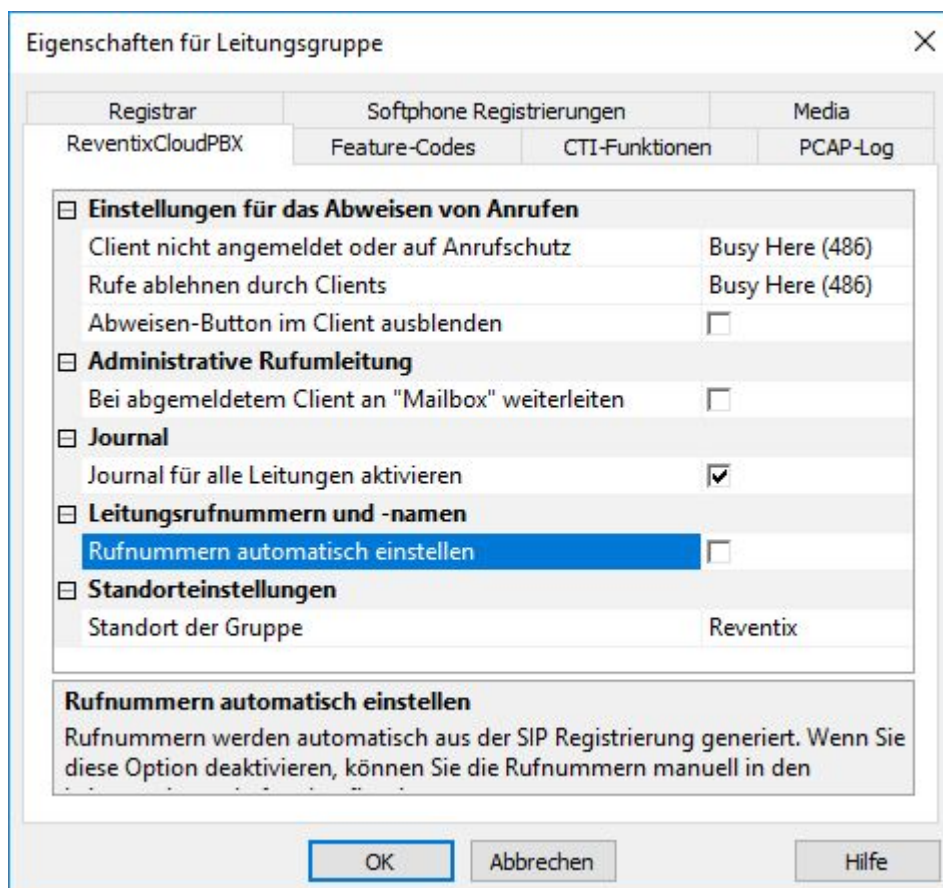 Eigenschaften für Leitungsgruppe
Registrar Softphone Registrierungen Media
ReventixCloudPBX Feature-Codes CTI-Funktionen PCAP-Log
Einstellungen für das Abweisen von Anrufen
Client nicht angemeldet oder auf Anrufschutz Busy Here (486)
Rufe ablehnen durch Clients Busy Here (486)
Abweisen-Button im Client ausblenden
Administrative Rufumleitung
Bei abgemeldetem Client an "Mailbox" weiterleiten
Journal
Journal für alle Leitungen aktivieren
Leitungsrufnummern und -namen
Rufnummern automatisch einstellen
Standorteinstellungen
Standort der Gruppe Reventix
Rufnummern automatisch einstellen
Rufnummern werden automatisch aus der SIP Registrierung generiert. Wenn Sie
diese Option deaktivieren, können Sie die Rufnummern manuell in den
OK Abbrechen Hilfe